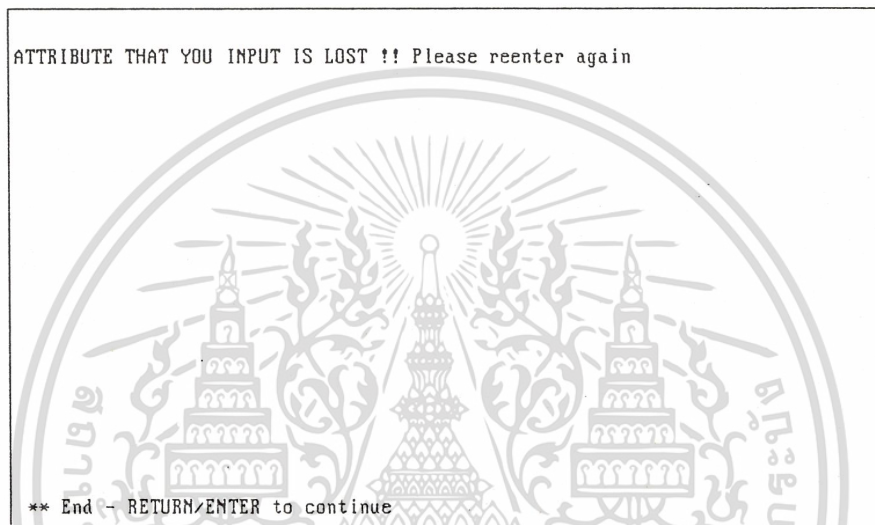 ATTRIBUTE THAT YOU INPUT IS LOST !! Please reenter again
** End - RETURN/ENTER to continue